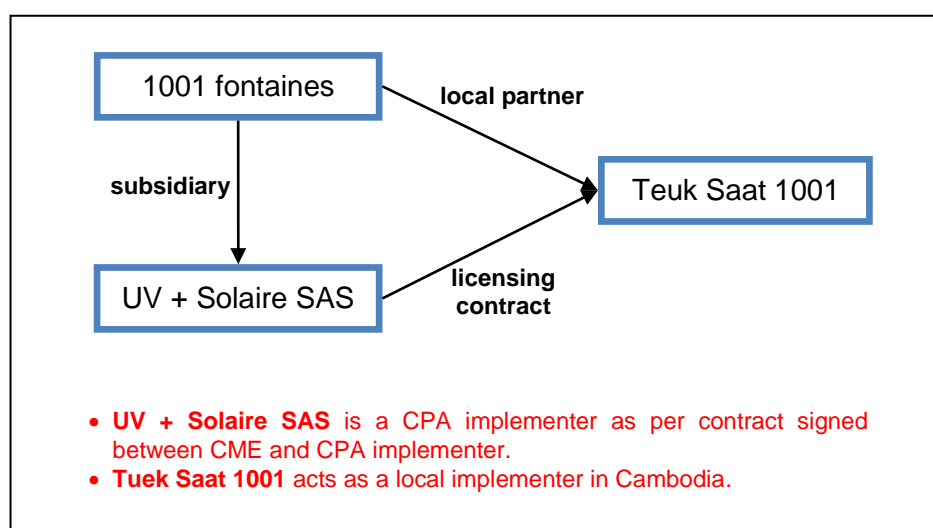 1001 fontaines
local partner
subsidiary
Teuk Saat 1001
UV + Solaire SAS
licensing
contract
• UV + Solaire SAS is a CPA implementer as per contract signed
between CME and CPA implementer.
• Tuek Saat 1001 acts as a local implementer in Cambodia.